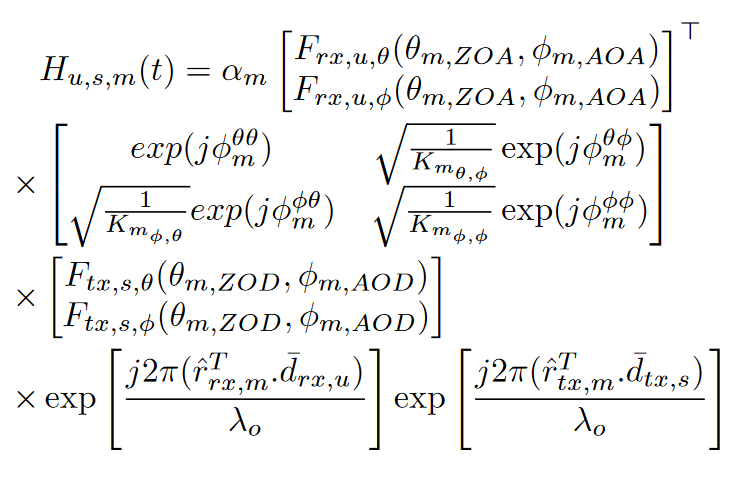 H_{u,s,m}(t) = \alpha_m \begin{bmatrix} F_{rx,u,\theta}(\theta_{m,ZOA}, \phi_{m,AOA}) \\ F_{rx,u,\phi}(\theta_{m,ZOA}, \phi_{m,AOA}) \end{bmatrix}^\top
\times \begin{bmatrix} exp(j\phi_m^{\theta\theta}) & \sqrt{\frac{1}{K_{m_{\theta,\phi}}}} \exp(j\phi_m^{\theta\phi}) \\ \sqrt{\frac{1}{K_{m_{\phi,\theta}}}} exp(j\phi_m^{\phi\theta}) & \sqrt{\frac{1}{K_{m_{\phi,\phi}}}} \exp(j\phi_m^{\phi\phi}) \end{bmatrix}
\times \begin{bmatrix} F_{tx,s,\theta}(\theta_{m,ZOD}, \phi_{m,AOD}) \\ F_{tx,s,\phi}(\theta_{m,ZOD}, \phi_{m,AOD}) \end{bmatrix}
\times \exp \left[ \frac{j2\pi(\hat{r}_{rx,m}^T . \bar{d}_{rx,u})}{\lambda_o} \right] \exp \left[ \frac{j2\pi(\hat{r}_{tx,m}^T . \bar{d}_{tx,s})}{\lambda_o} \right]